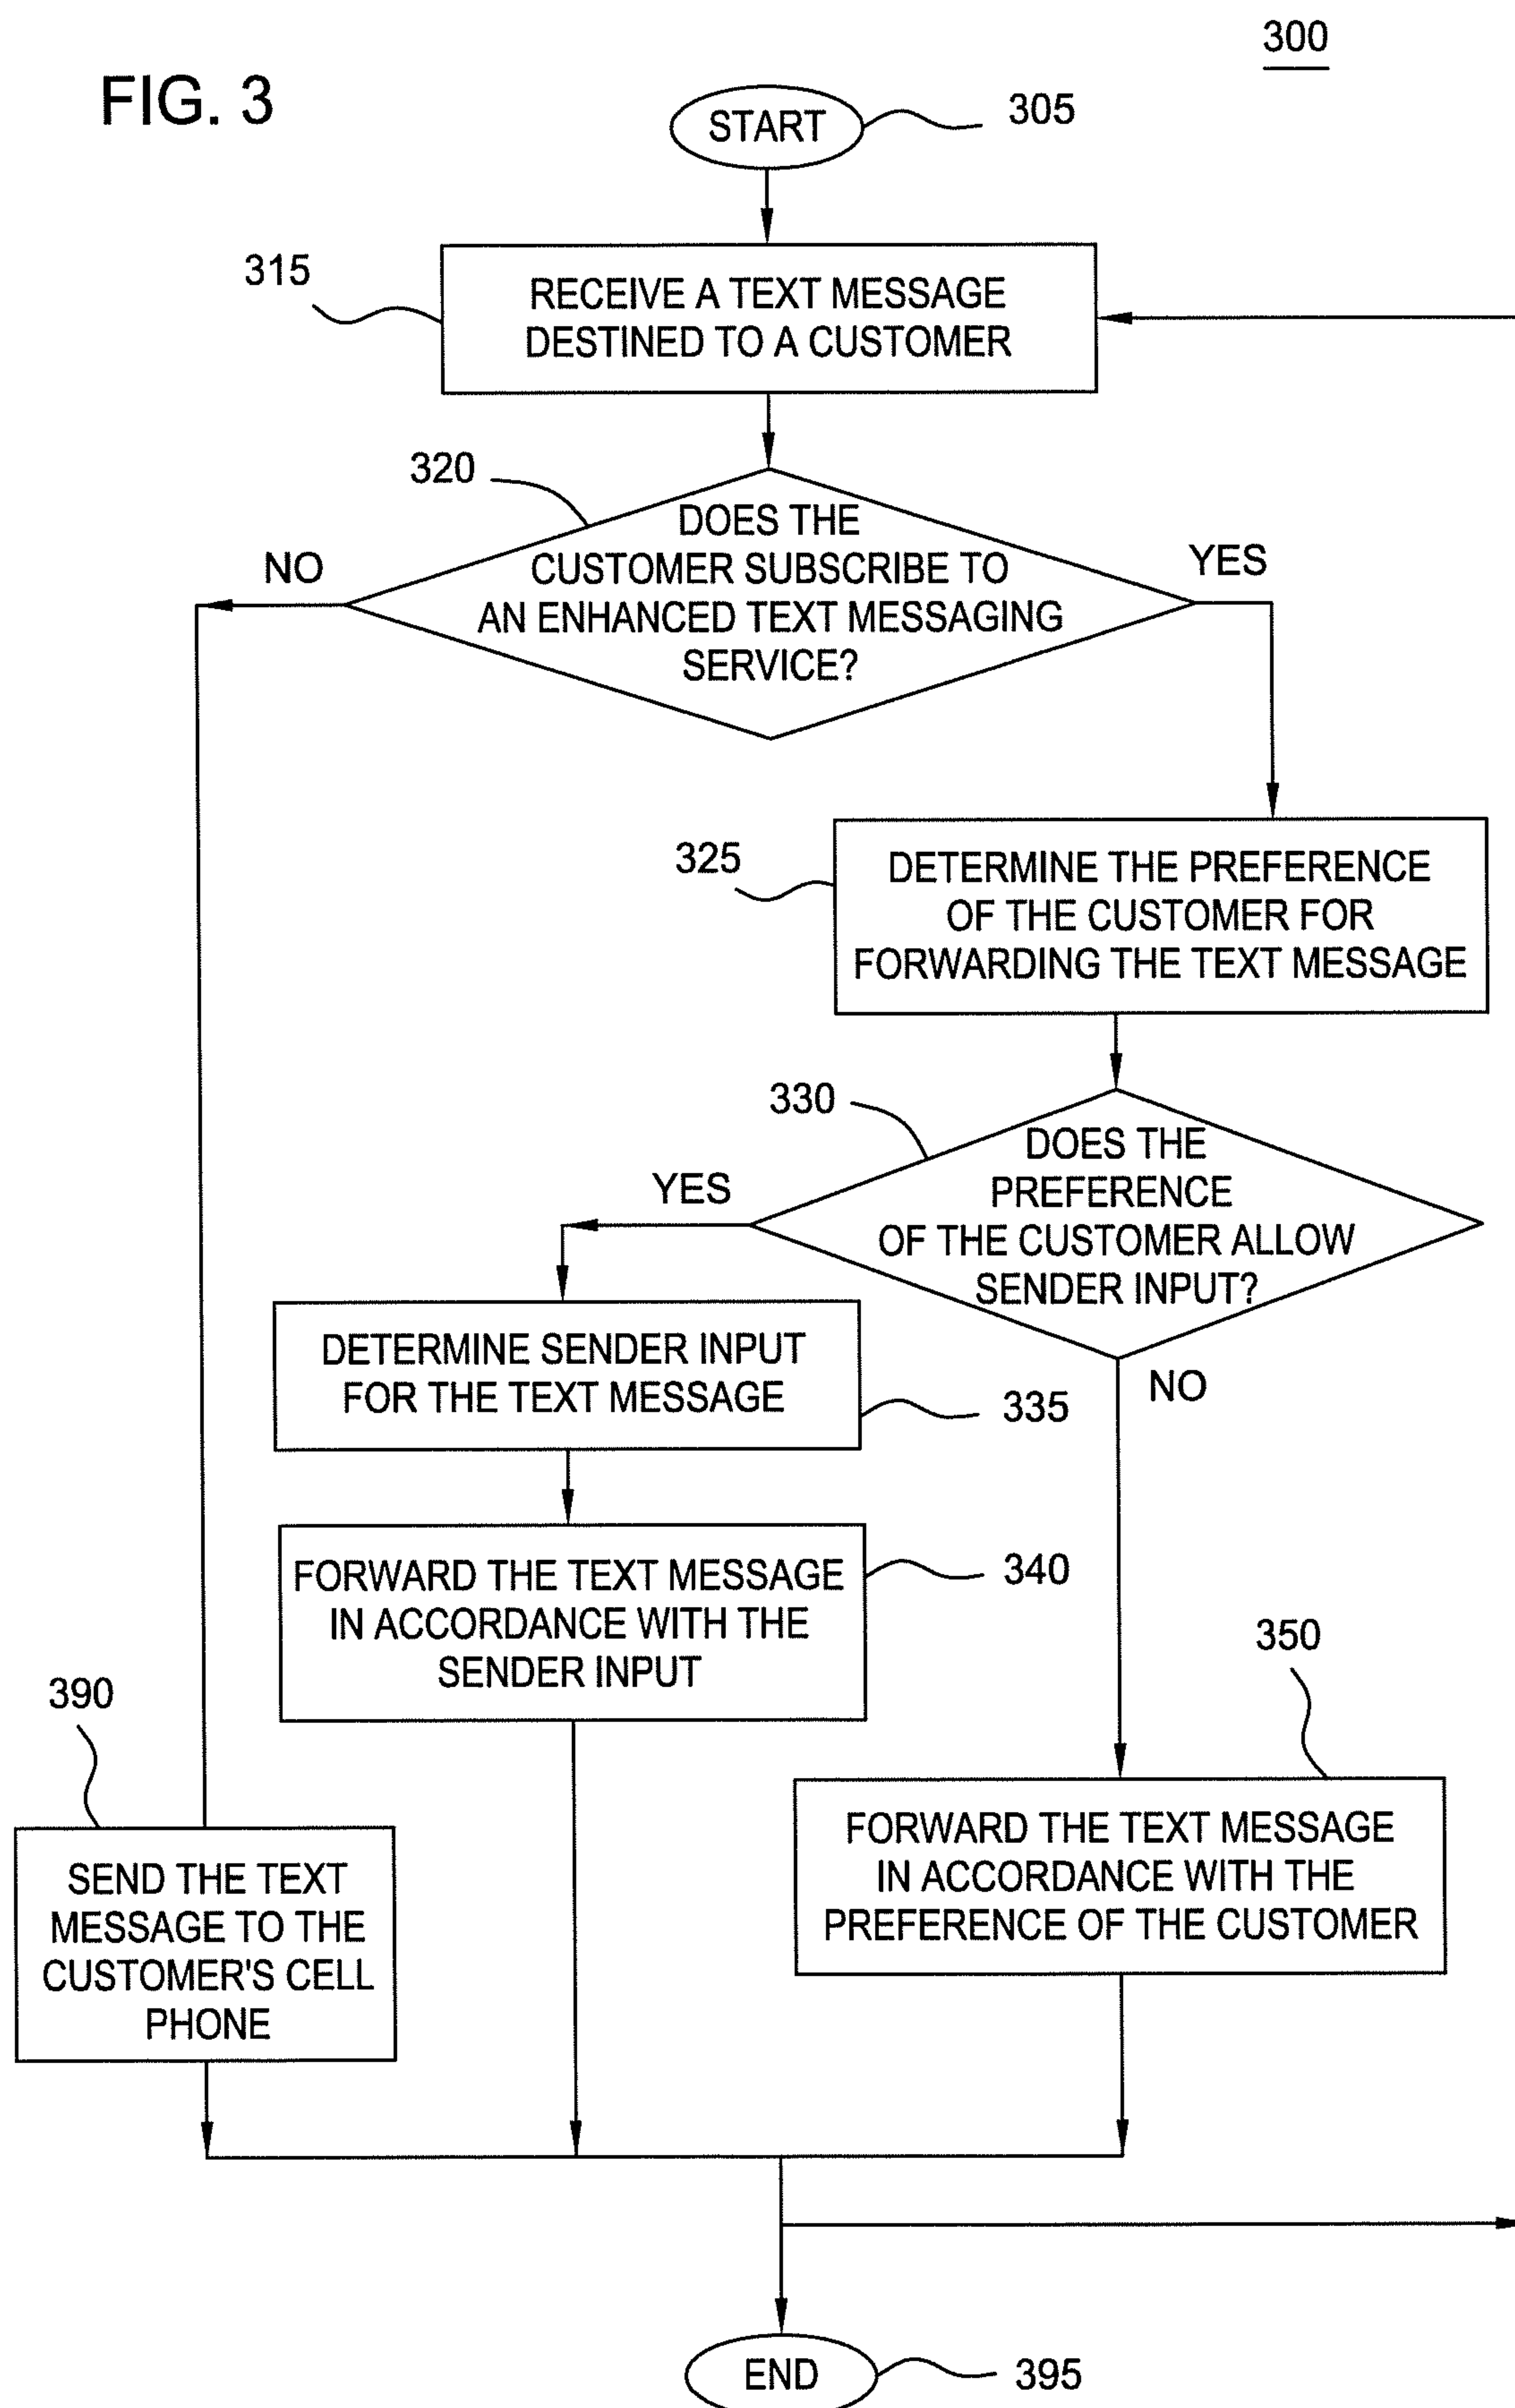 300
FIG. 3
START
305
315
RECEIVE A TEXT MESSAGE
DESTINED TO A CUSTOMER
320
DOES THE
CUSTOMER SUBSCRIBE TO
AN ENHANCED TEXT MESSAGING
SERVICE?
NO
YES
325
DETERMINE THE PREFERENCE
OF THE CUSTOMER FOR
FORWARDING THE TEXT MESSAGE
330
DOES THE
PREFERENCE
OF THE CUSTOMER ALLOW
SENDER INPUT?
YES
NO
DETERMINE SENDER INPUT
FOR THE TEXT MESSAGE
335
FORWARD THE TEXT MESSAGE
IN ACCORDANCE WITH THE
SENDER INPUT
340
350
FORWARD THE TEXT MESSAGE
IN ACCORDANCE WITH THE
PREFERENCE OF THE CUSTOMER
390
SEND THE TEXT
MESSAGE TO THE
CUSTOMER'S CELL
PHONE
END
395